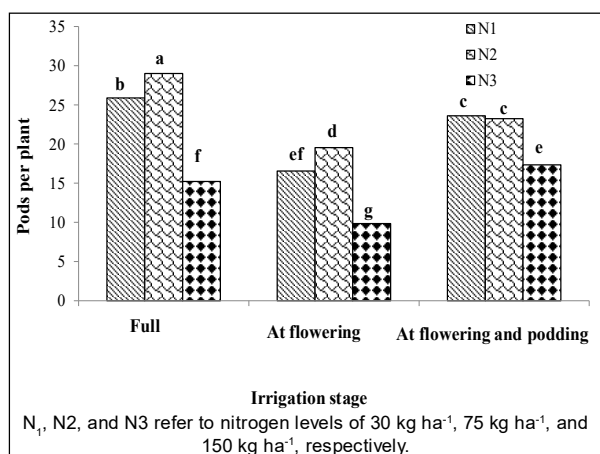 N1
N2
N3
Pods per plant
35
30
25
20
15
10
5
0
b
a
f
ef
d
g
c
c
e
Full
At flowering
At flowering and podding
Irrigation stage
N₁, N2, and N3 refer to nitrogen levels of 30 kg ha⁻¹, 75 kg ha⁻¹, and
150 kg ha⁻¹, respectively.